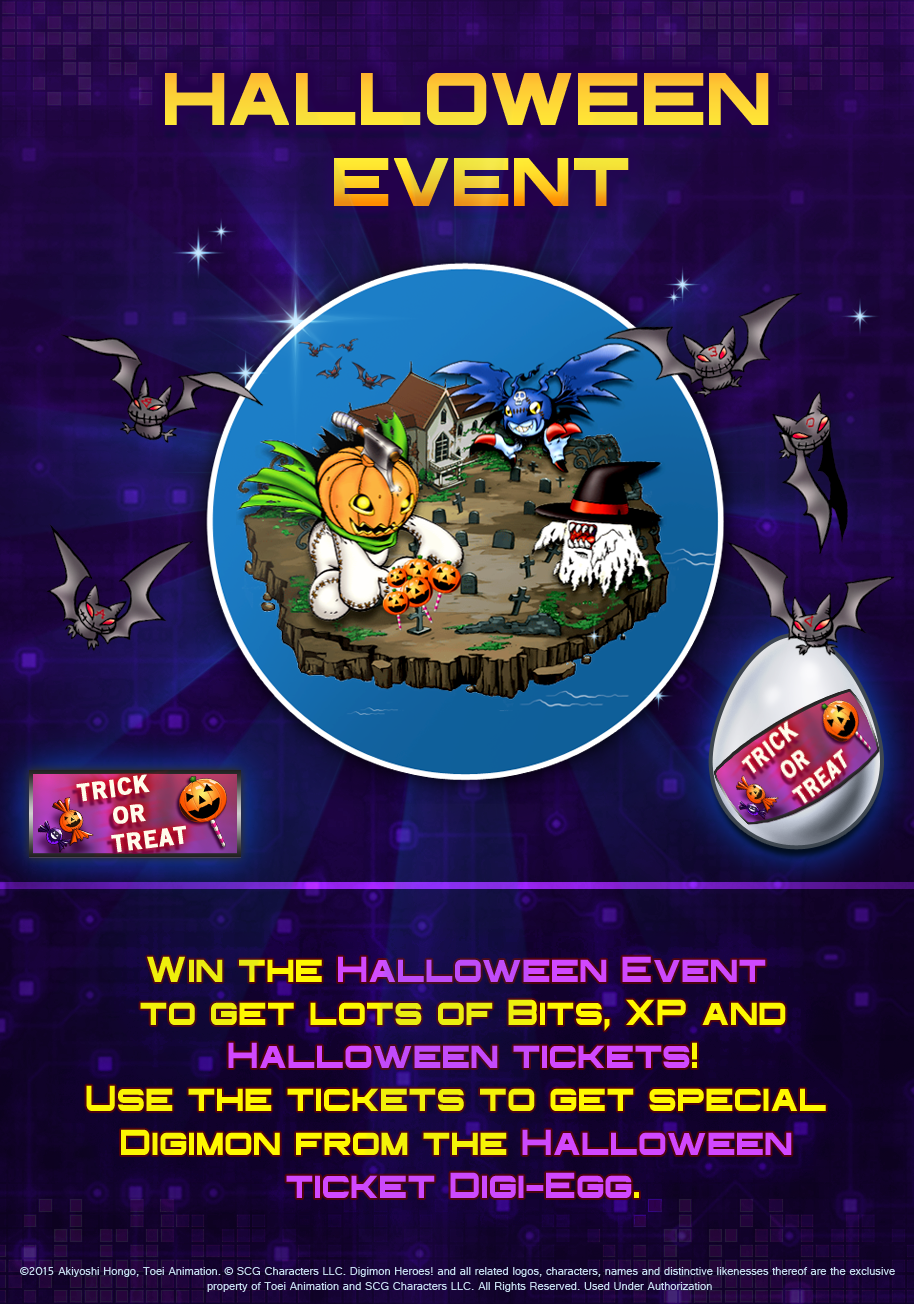 HALLOWEEN
EVENT
TRICK
OR
TREAT
TRICK
OR
TREAT
Win the Halloween Event
to get lots of Bits, XP and
Halloween tickets!
Use the tickets to get special
Digimon from the Halloween
ticket Digi-Egg.
©2015 Akiyoshi Hongo, Toei Animation. © SCG Characters LLC. Digimon Heroes! and all related logos, characters, names and distinctive likenesses thereof are the exclusive
property of Toei Animation and SCG Characters LLC. All Rights Reserved. Used Under Authorization